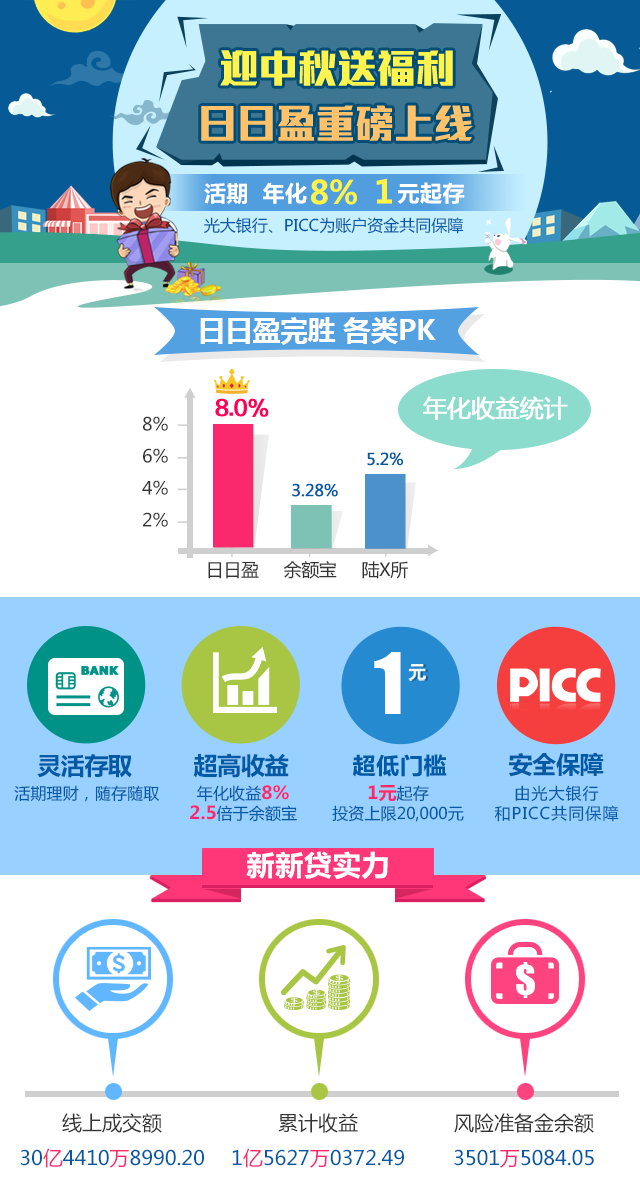 迎中秋送福利
日日盈重磅上线
活期 年化8% 1元起存
光大银行、PICC为账户资金共同保障
日日盈完胜 各类PK
年化收益统计
8.0%
8%
6%
4%
2%
3.28%
5.2%
日日盈
余额宝
陆X所
BANK
1元
PICC
灵活存取
超高收益
超低门槛
安全保障
活期理财，随存随取
年化收益8%
2.5倍于余额宝
1元起存
投资上限20,000元
由光大银行
和PICC共同保障
新新贷实力
$
$
线上成交额
累计收益
风险准备金余额
30亿4410万8990.20
1亿5627万0372.49
3501万5084.05